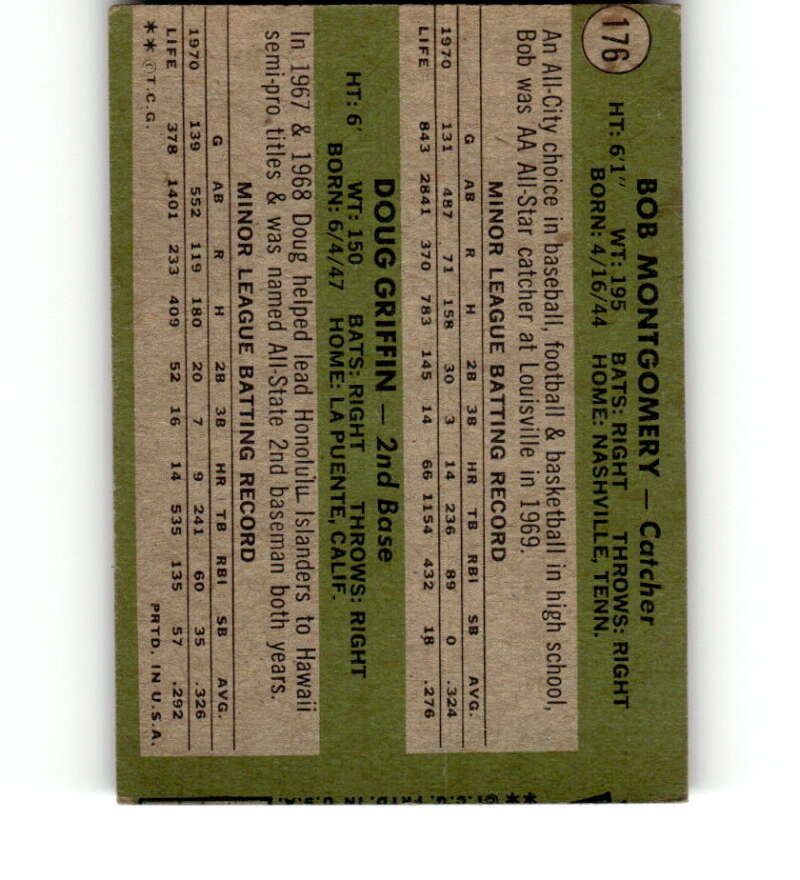 176
BOB MONTGOMERY — Catcher
HT: 6'1" WT: 195 BATS: RIGHT THROWS: RIGHT
BORN: 4/16/44 HOME: NASHVILLE, TENN.
An All-City choice in baseball, football & basketball in high school,
Bob was AA All-Star catcher at Louisville in 1969.
MINOR LEAGUE BATTING RECORD
G AB R H 2B 3B HR TB RBI SB AVG.
1970 131 487 71 158 30 3 14 236 89 0 .324
LIFE 843 2841 370 783 145 14 66 1154 432 18 .276
DOUG GRIFFIN — 2nd Base
HT: 6' WT: 150 BATS: RIGHT THROWS: RIGHT
BORN: 6/4/47 HOME: LA PUENTE, CALIF.
In 1967 & 1968 Doug helped lead Honolulu Islanders to Hawaii
semi-pro titles & was named All-State 2nd baseman both years.
MINOR LEAGUE BATTING RECORD
G AB R H 2B 3B HR TB RBI SB AVG.
1970 139 552 119 180 20 7 9 241 60 35 .326
LIFE 378 1401 233 409 52 16 14 535 135 57 .292
**©T.C.G. PRTD. IN U.S.A.